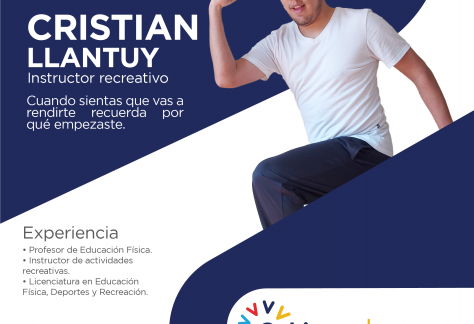 CRISTIAN
LLANTUY
Instructor recreativo
Cuando sientas que vas a
rendirte recuerda por
qué empezaste.
Experiencia
• Profesor de Educación Física.
• Instructor de actividades
recreativas.
• Licenciatura en Educación
Física, Deportes y Recreación.